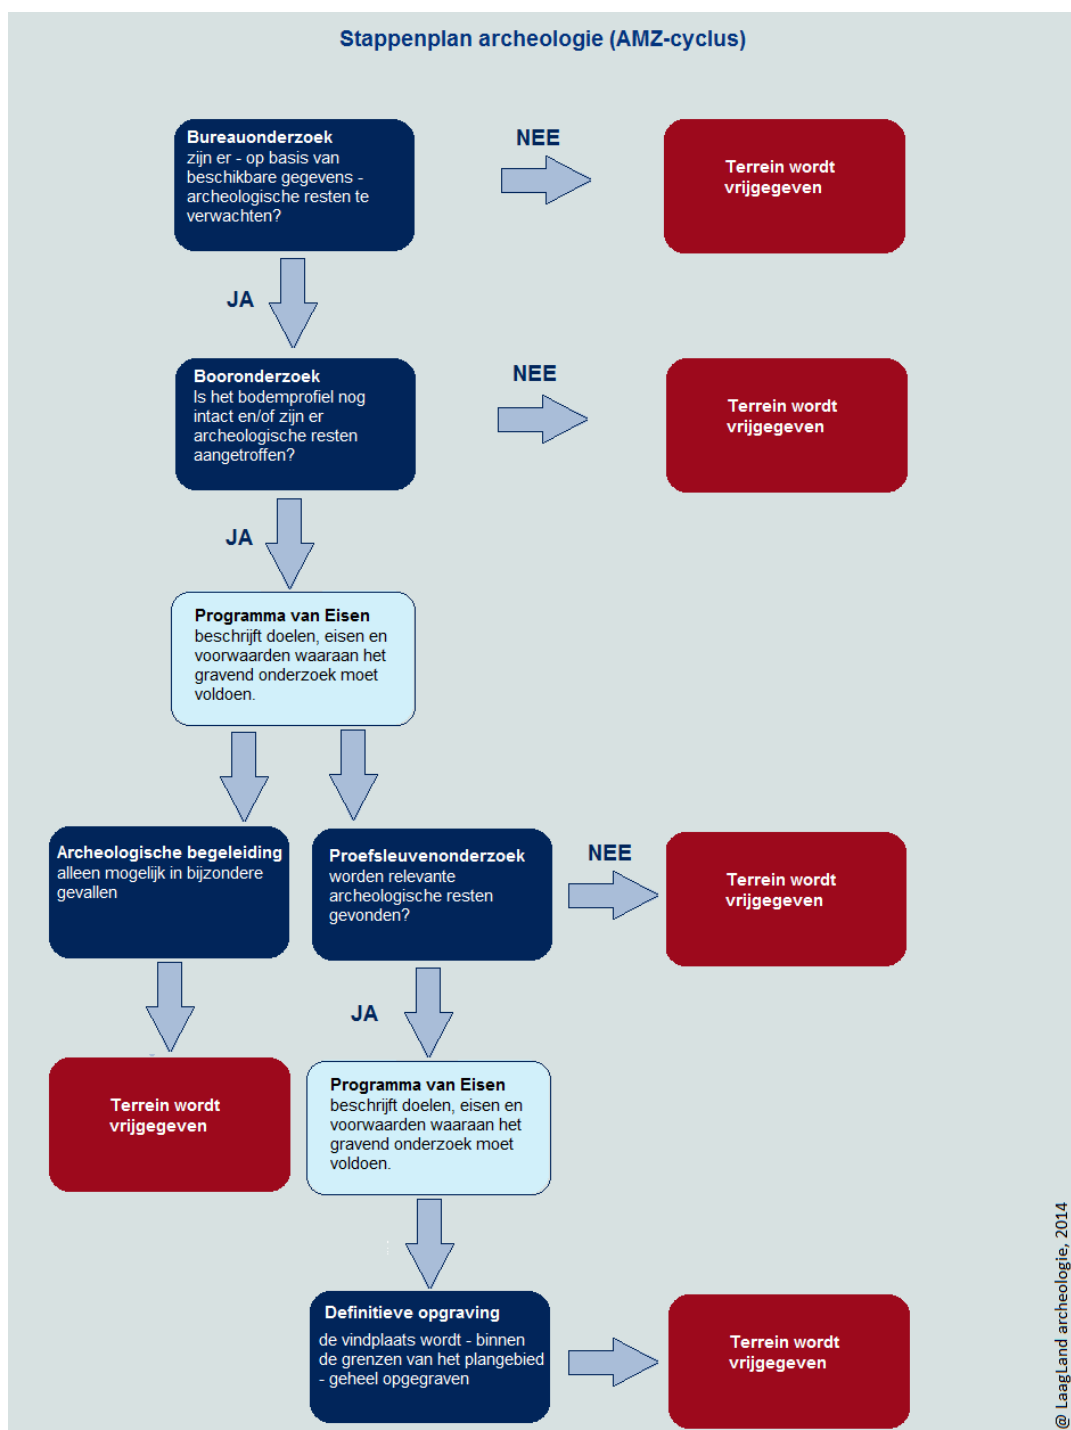 Stappenplan archeologie (AMZ-cyclus)
Bureauonderzoek
zijn er - op basis van
beschikbare gegevens -
archeologische resten te
verwachten?
NEE
Terrein wordt
vrijgegeven
JA
Booronderzoek
Is het bodemprofiel nog
intact en/of zijn er
archeologische resten
aangetroffen?
NEE
Terrein wordt
vrijgegeven
JA
Programma van Eisen
beschrijft doelen, eisen en
voorwaarden waaraan het
gravend onderzoek moet
voldoen.
Archeologische begeleiding
alleen mogelijk in bijzondere
gevallen
Proefsleuvenonderzoek
worden relevante
archeologische resten
gevonden?
NEE
Terrein wordt
vrijgegeven
JA
Terrein wordt
vrijgegeven
Programma van Eisen
beschrijft doelen, eisen en
voorwaarden waaraan het
gravend onderzoek moet
voldoen.
Definitieve opgraving
de vindplaats wordt - binnen
de grenzen van het plangebied
- geheel opgegraven
Terrein wordt
vrijgegeven
@ LaagLand archeologie, 2014